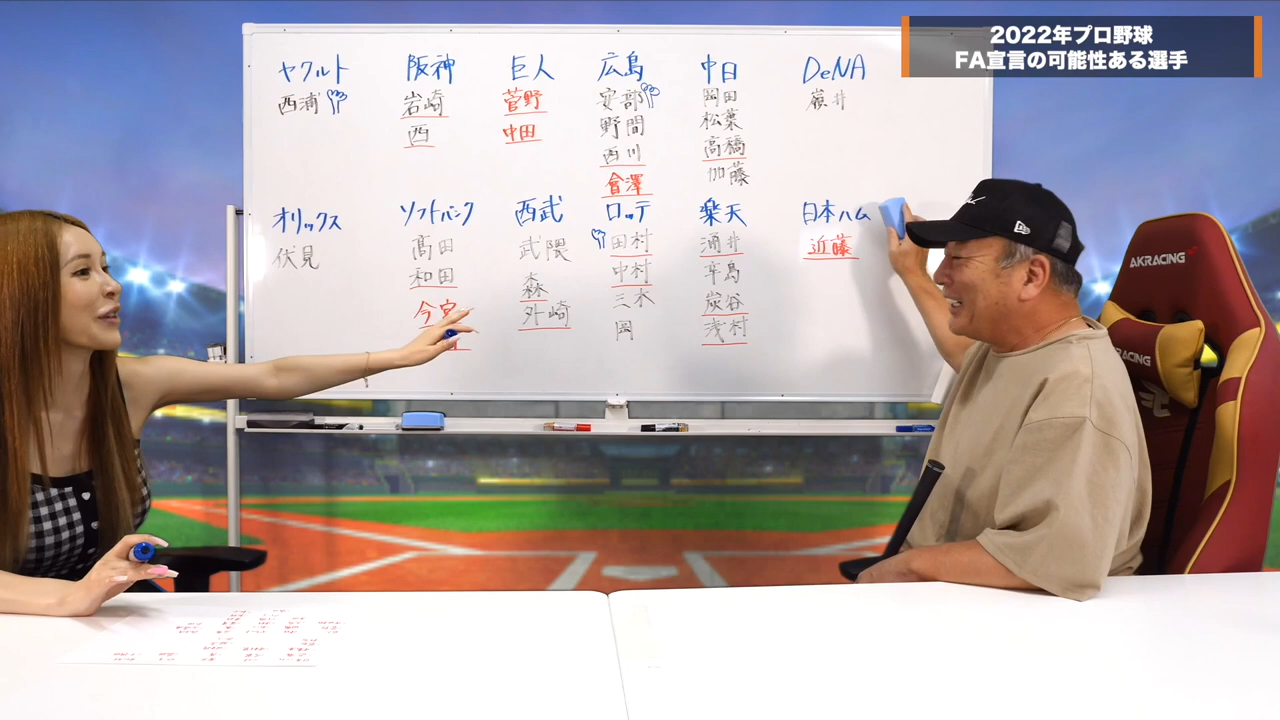 2022年プロ野球
FA宣言の可能性ある選手
ヤクルト 阪神 巨人 広島 中日 DeNA
西浦 岩崎 菅野 安部 岡田 嶺井
西 中田 野間 松葉
西川 高橋
會澤 加藤
オリックス ソフトバンク 西武 ロッテ 楽天 日本ハム
伏見 髙田 武隈 田村 涌井 近藤
和田 森 中村 辛島
今宮 外崎 三木 炭谷
岡 浅村
AKRACING
RACING